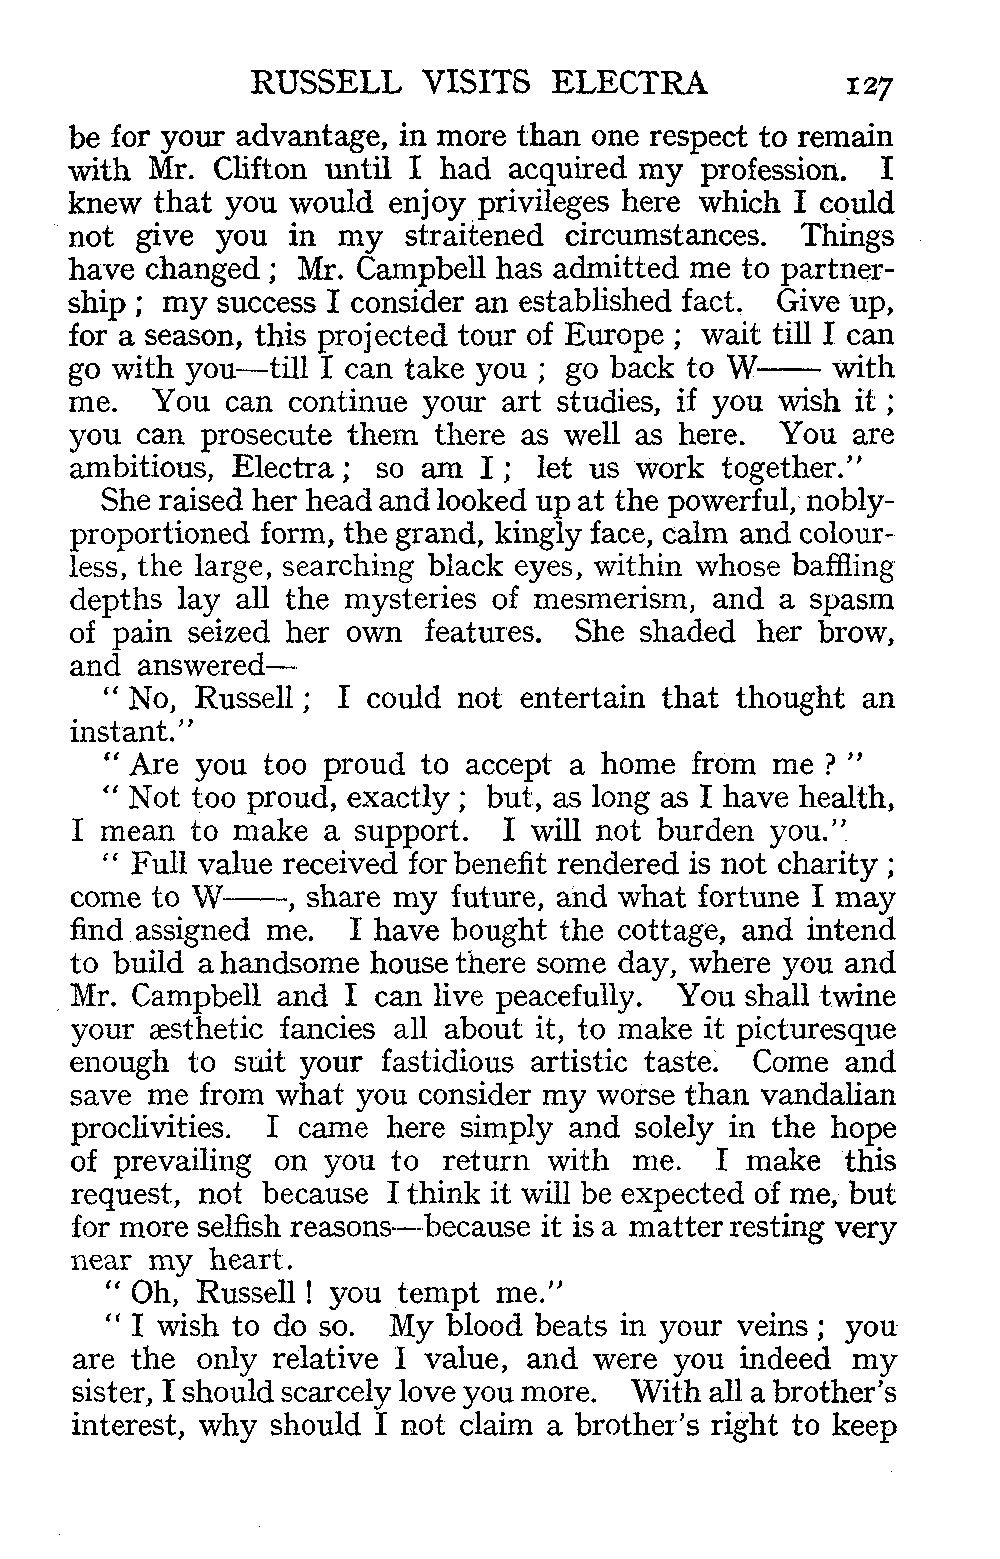 RUSSELL VISITS ELECTRA 127
be for your advantage, in more than one respect to remain
with Mr. Clifton until I had acquired my profession. I
knew that you would enjoy privileges here which I could
not give you in my straitened circumstances. Things
have changed ; Mr. Campbell has admitted me to partner-
ship ; my success I consider an established fact. Give up,
for a season, this projected tour of Europe ; wait till I can
go with you—till I can take you ; go back to W—— with
me. You can continue your art studies, if you wish it ;
you can prosecute them there as well as here. You are
ambitious, Electra ; so am I ; let us work together.”
She raised her head and looked up at the powerful, nobly-
proportioned form, the grand, kingly face, calm and colour-
less, the large, searching black eyes, within whose baffling
depths lay all the mysteries of mesmerism, and a spasm
of pain seized her own features. She shaded her brow,
and answered—
“ No, Russell ; I could not entertain that thought an
instant.”
“ Are you too proud to accept a home from me ? ”
“ Not too proud, exactly ; but, as long as I have health,
I mean to make a support. I will not burden you.”
“ Full value received for benefit rendered is not charity ;
come to W——, share my future, and what fortune I may
find assigned me. I have bought the cottage, and intend
to build a handsome house there some day, where you and
Mr. Campbell and I can live peacefully. You shall twine
your æsthetic fancies all about it, to make it picturesque
enough to suit your fastidious artistic taste. Come and
save me from what you consider my worse than vandalian
proclivities. I came here simply and solely in the hope
of prevailing on you to return with me. I make this
request, not because I think it will be expected of me, but
for more selfish reasons—because it is a matter resting very
near my heart.
“ Oh, Russell ! you tempt me.”
“ I wish to do so. My blood beats in your veins ; you
are the only relative I value, and were you indeed my
sister, I should scarcely love you more. With all a brother’s
interest, why should I not claim a brother’s right to keep